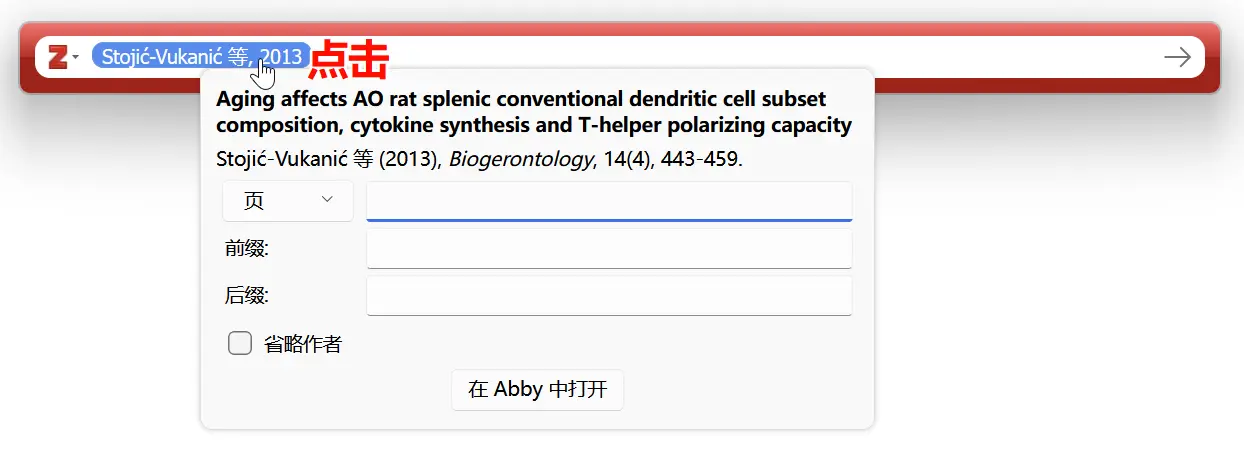 Z Stojić-Vukanić 等, 2013 点击
Aging affects AO rat splenic conventional dendritic cell subset
composition, cytokine synthesis and T-helper polarizing capacity
Stojić-Vukanić 等 (2013), Biogerontology, 14(4), 443-459.
页
前缀:
后缀:
省略作者
在 Abby 中打开